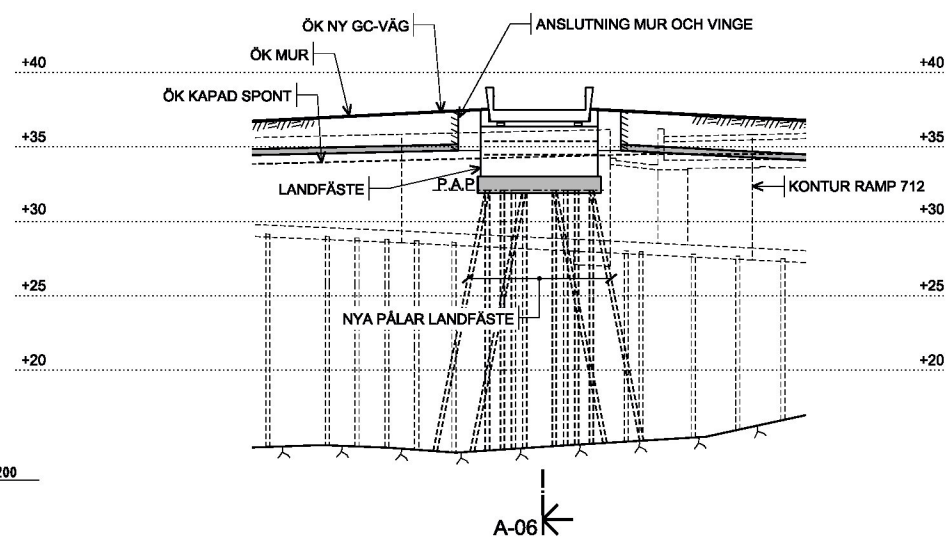 ÖK NY GC-VÄG
ANSLUTNING MUR OCH VINGE
ÖK MUR
+40
+40
ÖK KAPAD SPONT
+35
+35
LANDFÄSTE
P.A.P
KONTUR RAMP 712
+30
+30
+25
+25
NYA PÅLAR LANDFÄSTE
+20
+20
200
A-06